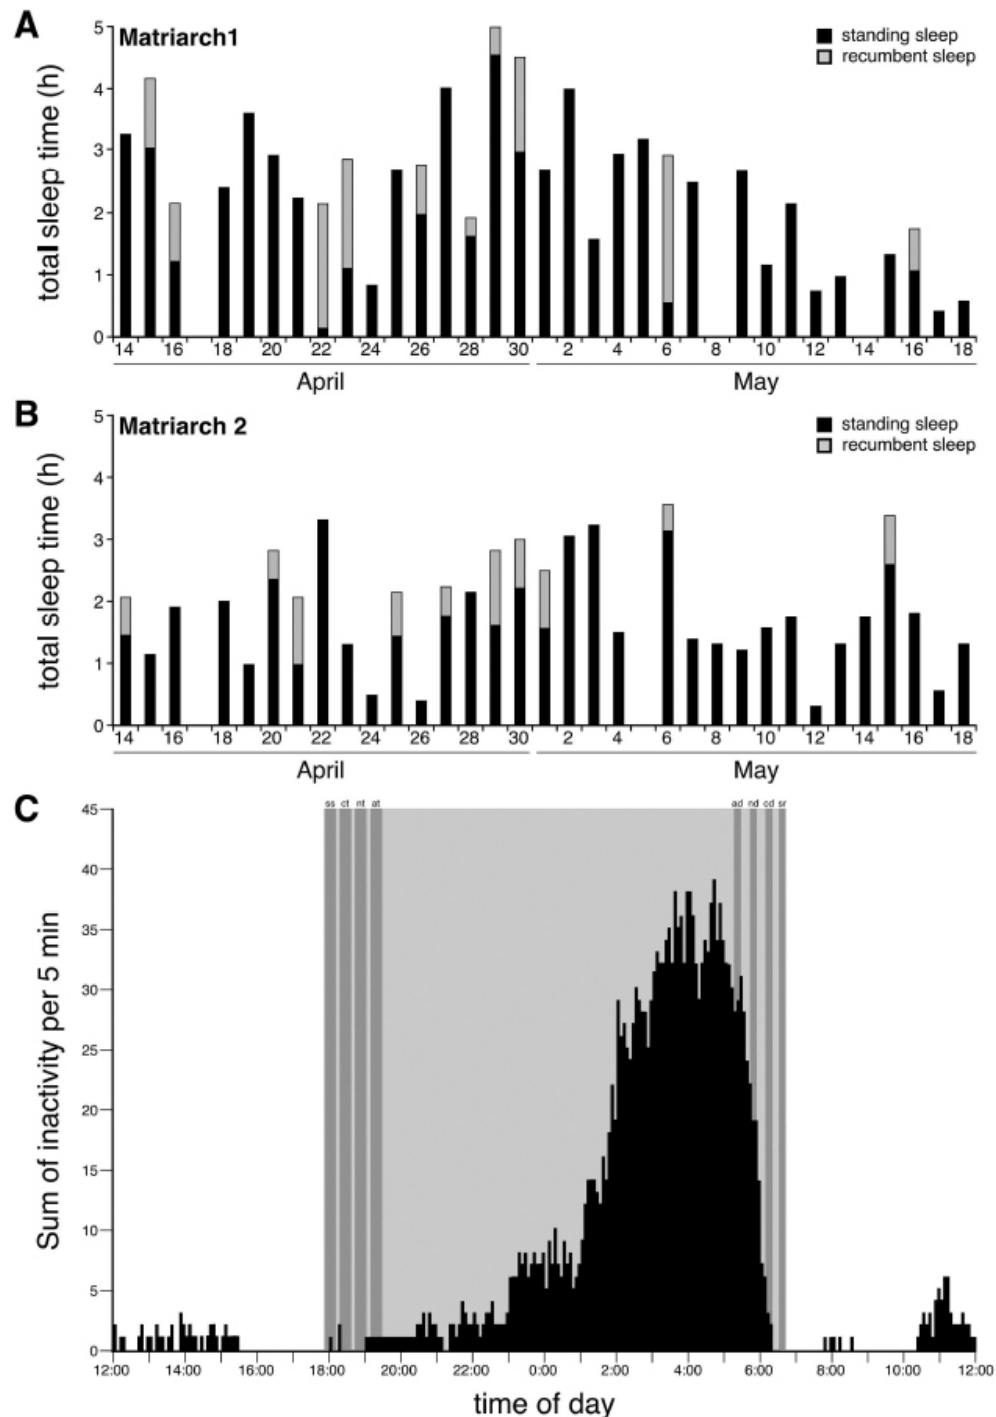 A
Matriarch1
standing sleep
recumbent sleep
total sleep time (h)
5
4
3
2
1
0
14 16 18 20 22 24 26 28 30 2 4 6 8 10 12 14 16 18
April May
B
Matriarch 2
standing sleep
recumbent sleep
total sleep time (h)
5
4
3
2
1
0
14 16 18 20 22 24 26 28 30 2 4 6 8 10 12 14 16 18
April May
C
ss ct nt at ad nd cd sr
Sum of inactivity per 5 min
45
40
35
30
25
20
15
10
5
0
12:00 14:00 16:00 18:00 20:00 22:00 0:00 2:00 4:00 6:00 8:00 10:00 12:00
time of day